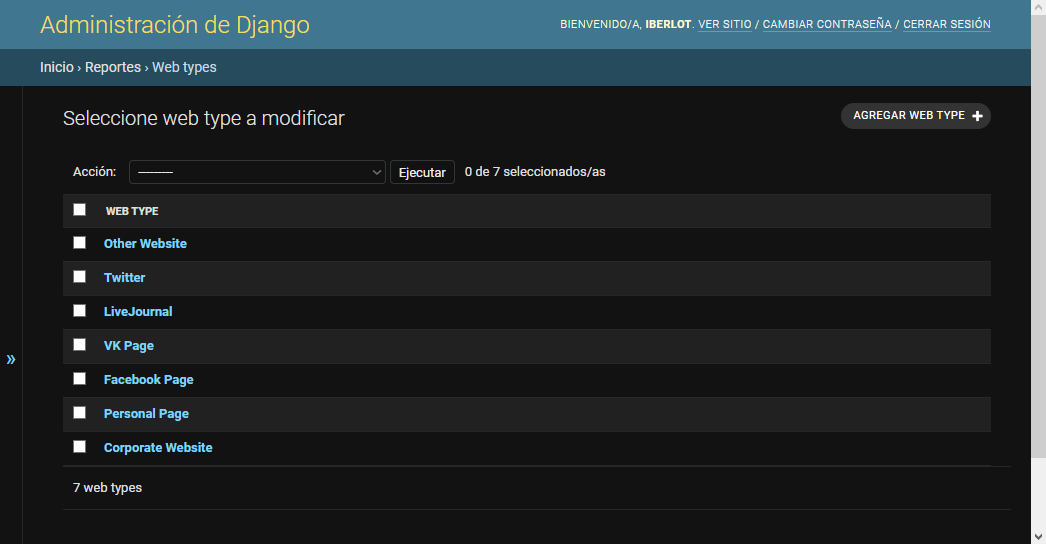 Administración de Django
BIENVENIDO/A, IBERLOT. VER SITIO / CAMBIAR CONTRASEÑA / CERRAR SESIÓN
Inicio › Reportes › Web types
Seleccione web type a modificar
AGREGAR WEB TYPE +
Acción: --------- Ejecutar 0 de 7 seleccionados/as
WEB TYPE
Other Website
Twitter
LiveJournal
VK Page
»
Facebook Page
Personal Page
Corporate Website
7 web types